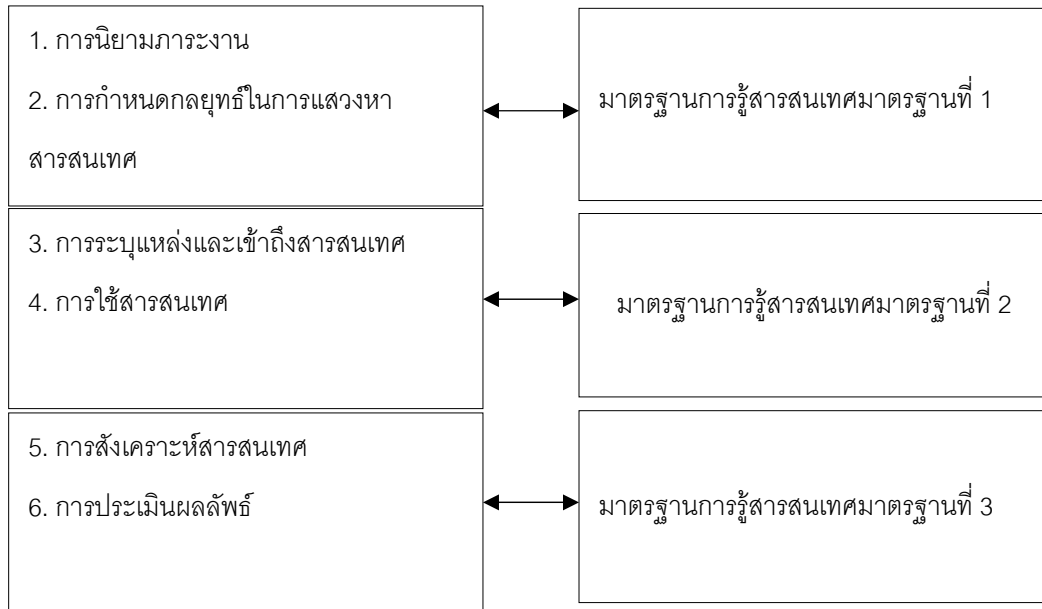 1. การนิยามภาระงาน
2. การกำหนดกลยุทธ์ในการแสวงหา
สารสนเทศ
มาตรฐานการรู้สารสนเทศมาตรฐานที่ 1
3. การระบุแหล่งและเข้าถึงสารสนเทศ
4. การใช้สารสนเทศ
มาตรฐานการรู้สารสนเทศมาตรฐานที่ 2
5. การสังเคราะห์สารสนเทศ
6. การประเมินผลลัพธ์
มาตรฐานการรู้สารสนเทศมาตรฐานที่ 3